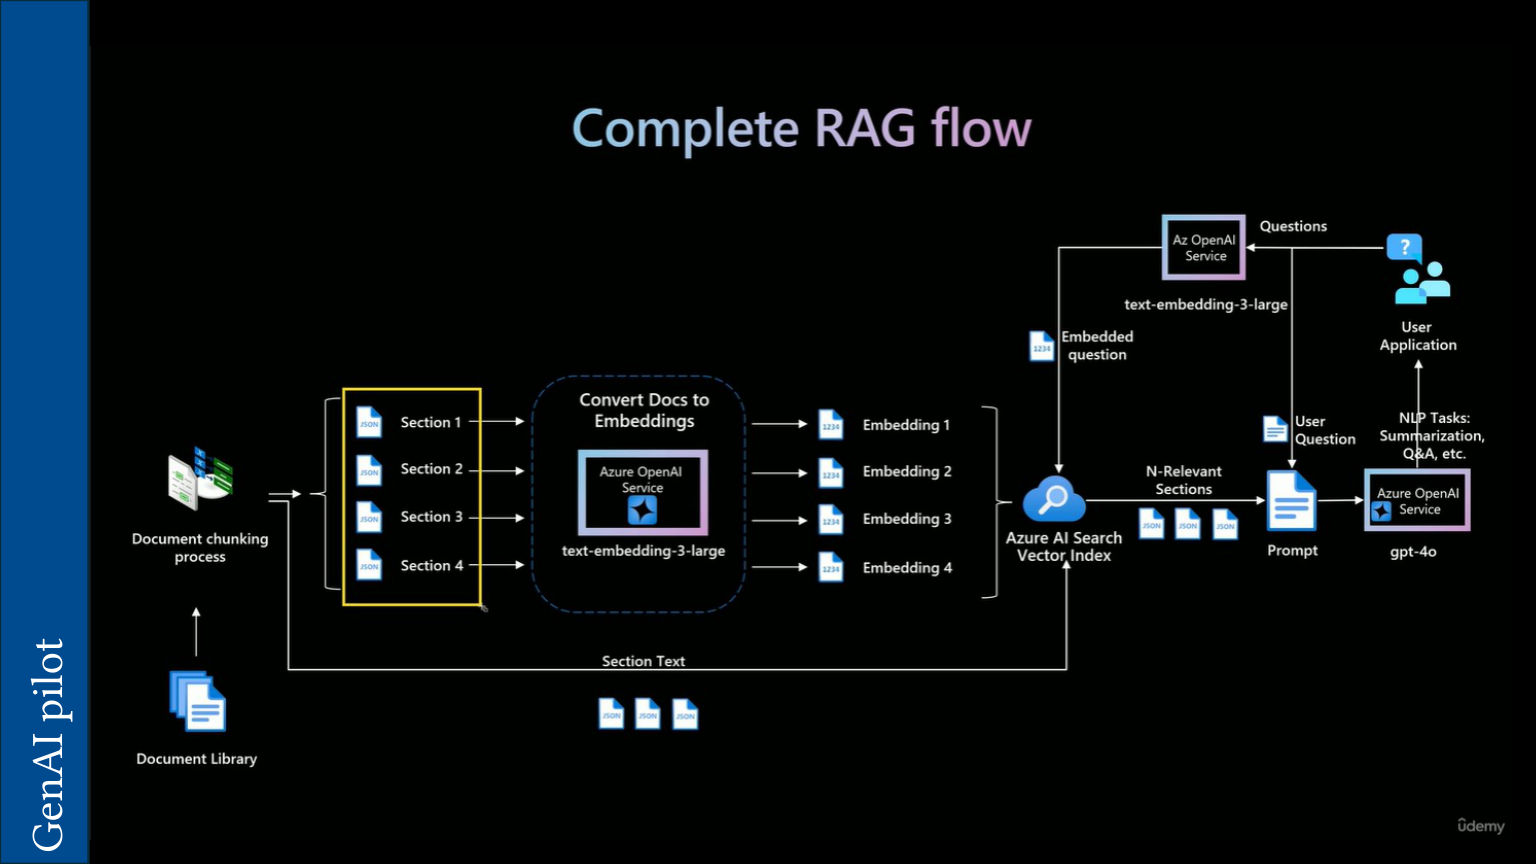 GenAI pilot
Complete RAG flow
Document Library
Document chunking
process
JSON
Section 1
JSON
Section 2
JSON
Section 3
JSON
Section 4
Convert Docs to
Embeddings
Azure OpenAI
Service
text-embedding-3-large
1234
Embedding 1
1234
Embedding 2
1234
Embedding 3
1234
Embedding 4
Section Text
JSON JSON JSON
Azure AI Search
Vector Index
?
User
Application
Questions
Az OpenAI
Service
text-embedding-3-large
1234
Embedded
question
N-Relevant
Sections
JSON JSON JSON
User
Question
Prompt
Azure OpenAI
Service
gpt-4o
NLP Tasks:
Summarization,
Q&A, etc.
ûdemy